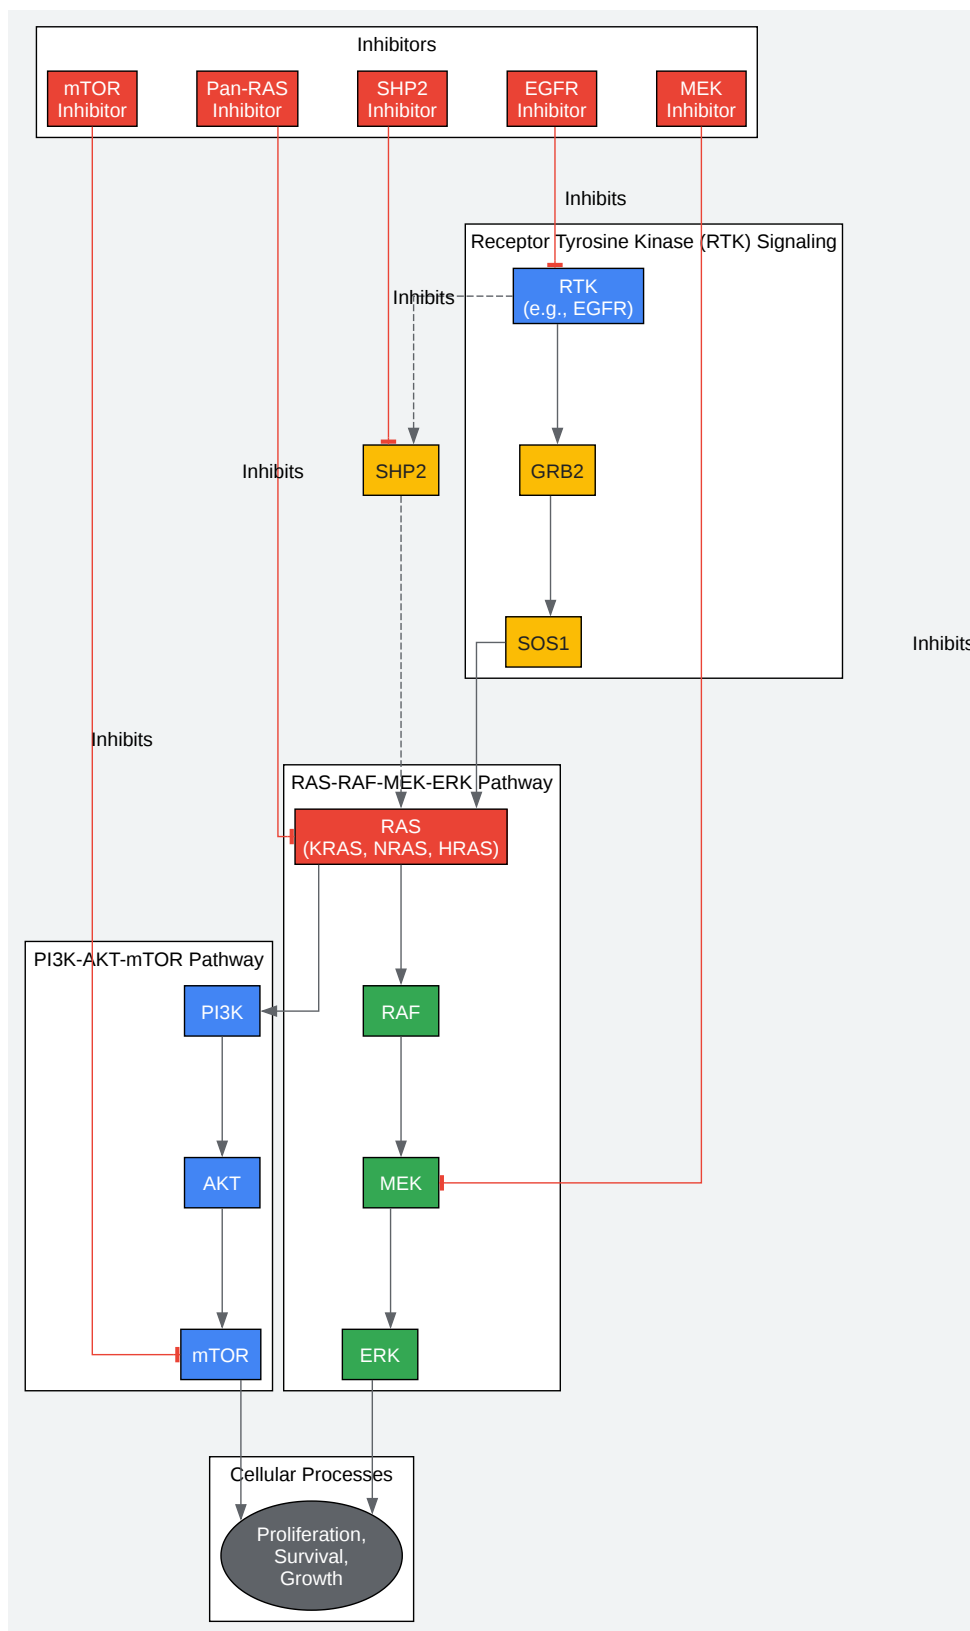 Inhibitors
mTOR
Inhibitor
Pan-RAS
Inhibitor
SHP2
Inhibitor
EGFR
Inhibitor
MEK
Inhibitor
Inhibits
Receptor Tyrosine Kinase (RTK) Signaling
RTK
(e.g., EGFR)
Inhibits
Inhibits
SHP2
GRB2
SOS1
Inhibits
Inhibits
RAS-RAF-MEK-ERK Pathway
RAS
(KRAS, NRAS, HRAS)
PI3K-AKT-mTOR Pathway
PI3K
RAF
AKT
MEK
mTOR
ERK
Cellular Processes
Proliferation,
Survival,
Growth